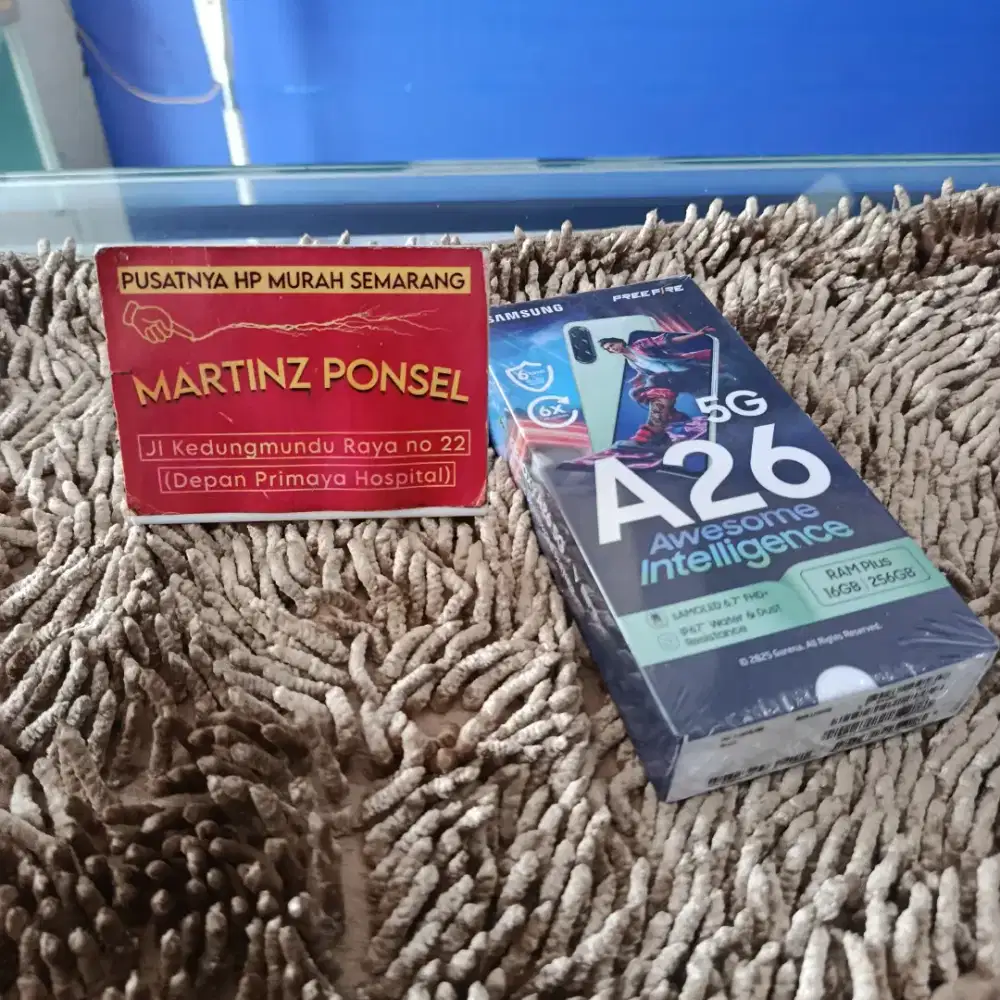 PUSATNYA HP MURAH SEMARANG
MARTINZ PONSEL
Jl Kedungmundu Raya no 22
(Depan Primaya Hospital)
SAMSUNG
FREE FIRE
6X
5G
A26
Awesome
Intelligence
sAMOLED 6.7" FHD+
IP67* Water & Dust
Resistance
RAM Plus
16GB | 256GB
© 2025 Garena. All Rights Reserved.